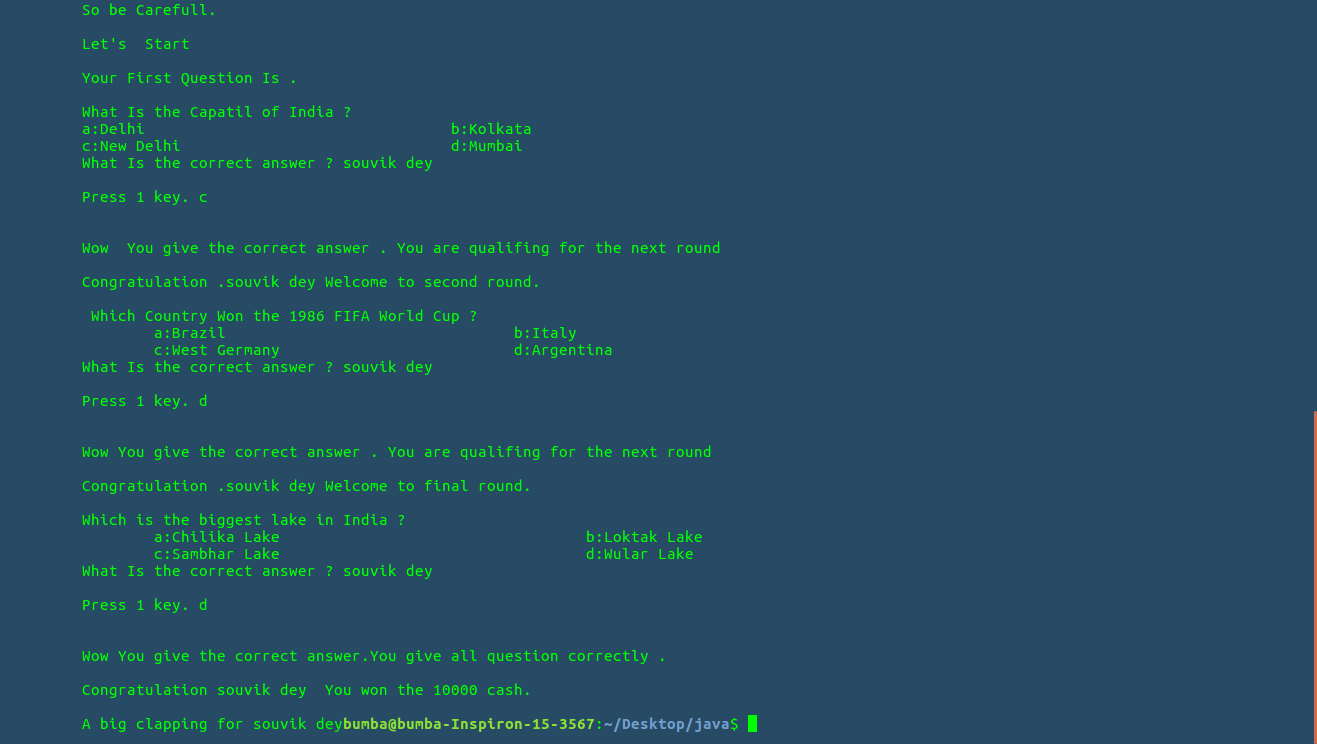 So be Carefull.
Let's  Start
Your First Question Is .
What Is the Capatil of India ?
a:Delhi                                  b:Kolkata
c:New Delhi                              d:Mumbai
What Is the correct answer ? souvik dey
Press 1 key. c
Wow  You give the correct answer . You are qualifing for the next round
Congratulation .souvik dey Welcome to second round.
Which Country Won the 1986 FIFA World Cup ?
a:Brazil                                b:Italy
c:West Germany                          d:Argentina
What Is the correct answer ? souvik dey
Press 1 key. d
Wow You give the correct answer . You are qualifing for the next round
Congratulation .souvik dey Welcome to final round.
Which is the biggest lake in India ?
a:Chilika Lake                                  b:Loktak Lake
c:Sambhar Lake                                  d:Wular Lake
What Is the correct answer ? souvik dey
Press 1 key. d
Wow You give the correct answer.You give all question correctly .
Congratulation souvik dey  You won the 10000 cash.
A big clapping for souvik deybumba@bumba-Inspiron-15-3567:~/Desktop/java$